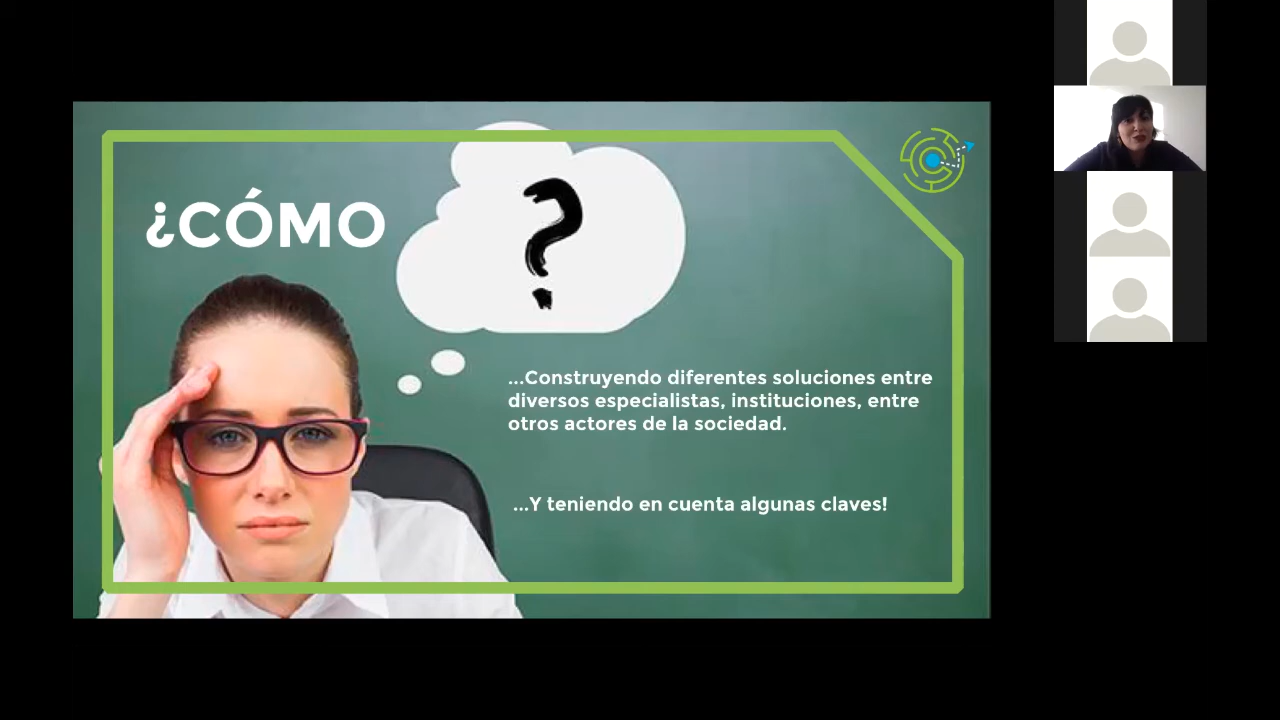 ¿CÓMO
?
...Construyendo diferentes soluciones entre
diversos especialistas, instituciones, entre
otros actores de la sociedad.
...Y teniendo en cuenta algunas claves!